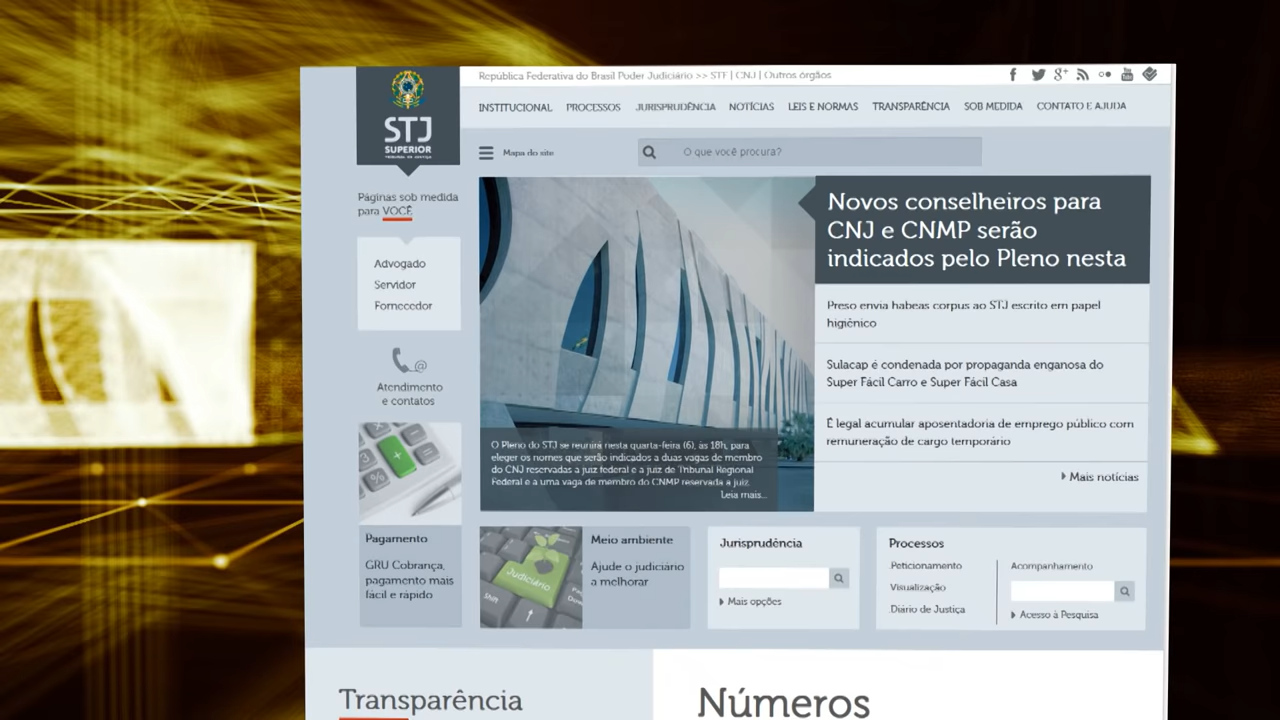 República Federativa do Brasil Poder Judiciário >> STF | CNJ | Outros órgãos
STJ
SUPERIOR
TRIBUNAL DE JUSTIÇA
INSTITUCIONAL PROCESSOS JURISPRUDÊNCIA NOTÍCIAS LEIS E NORMAS TRANSPARÊNCIA SOB MEDIDA CONTATO E AJUDA
Mapa do site
O que você procura?
Páginas sob medida
para VOCÊ
Advogado
Servidor
Fornecedor
Atendimento
e contatos
Pagamento
GRU Cobrança,
pagamento mais
fácil e rápido
O Pleno do STJ se reunirá nesta quarta-feira (6), às 18h, para
eleger os nomes que serão indicados a duas vagas de membro
do CNJ reservadas a juiz federal e a juiz de Tribunal Regional
Federal e a uma vaga de membro do CNMP reservada a juiz.
Leia mais...
Novos conselheiros para
CNJ e CNMP serão
indicados pelo Pleno nesta
Preso envia habeas corpus ao STJ escrito em papel
higiênico
Sulacap é condenada por propaganda enganosa do
Super Fácil Carro e Super Fácil Casa
É legal acumular aposentadoria de emprego público com
remuneração de cargo temporário
Mais notícias
Judiciário
Shift
Meio ambiente
Ajude o judiciário
a melhorar
Jurisprudência
Mais opções
Processos
Peticionamento
Visualização
Diário de Justiça
Acompanhamento
Acesso à Pesquisa
Transparência
Números